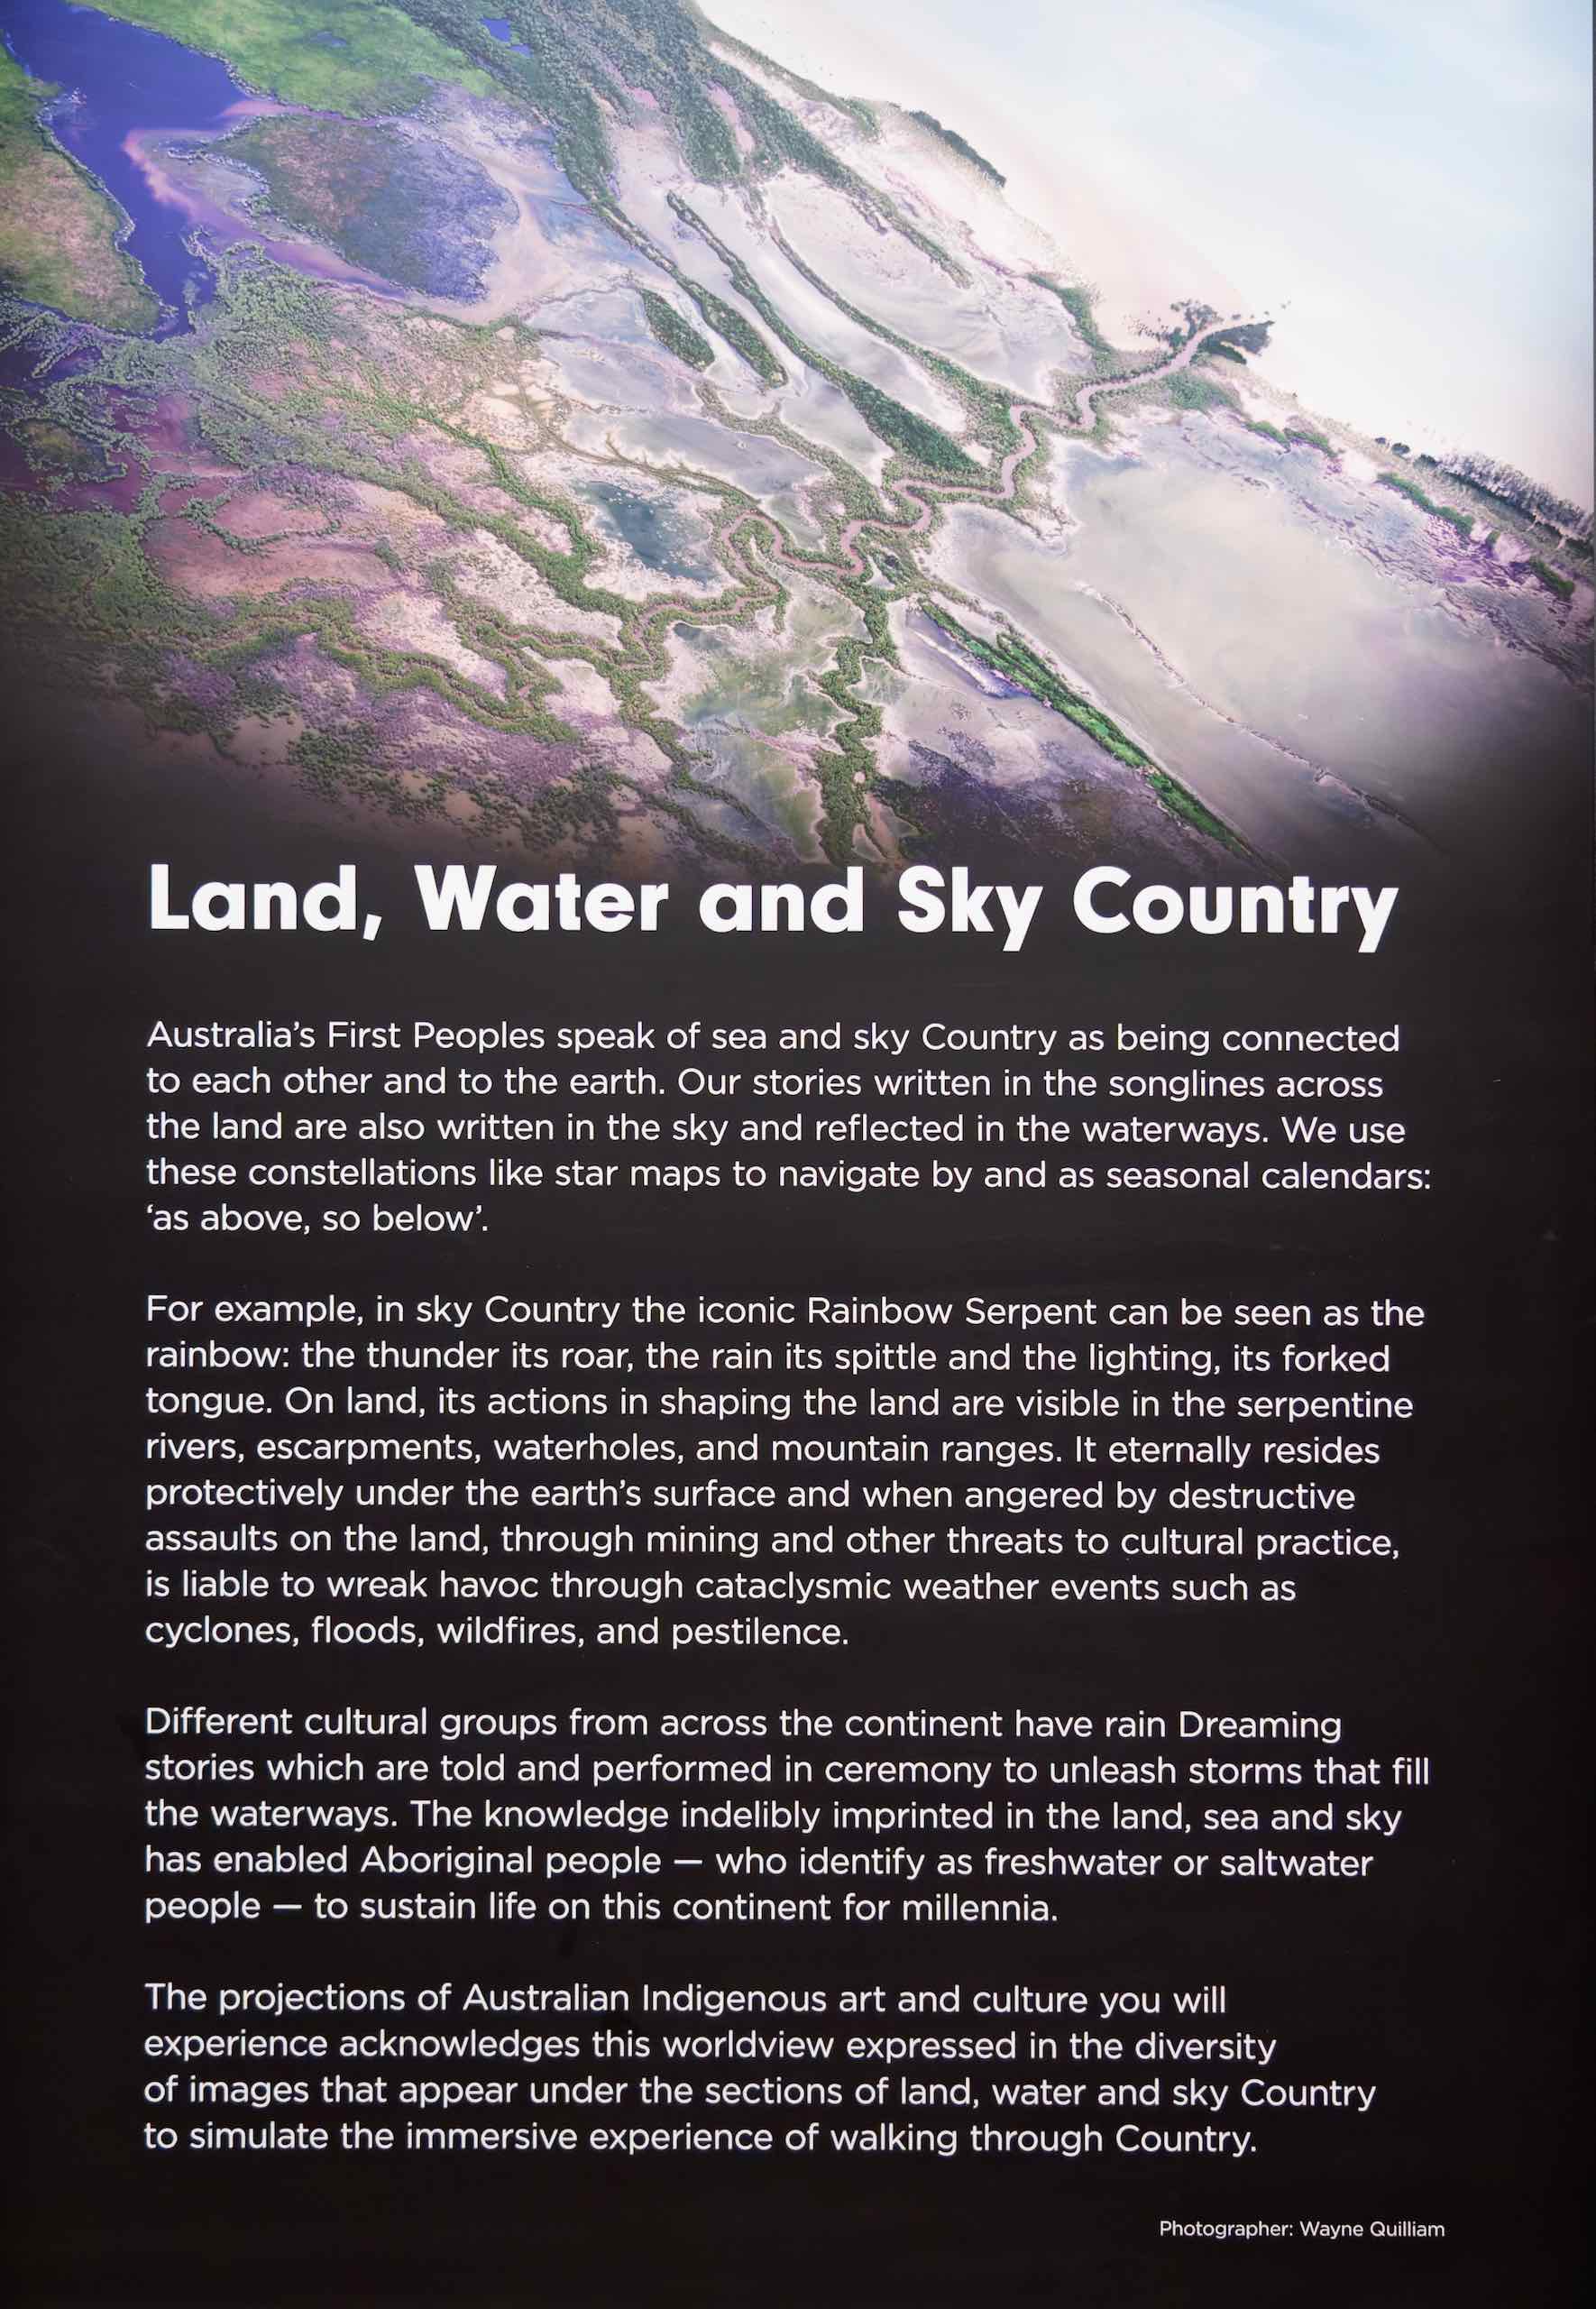 Land, Water and Sky Country
Australia’s First Peoples speak of sea and sky Country as being connected
to each other and to the earth. Our stories written in the songlines across
the land are also written in the sky and reflected in the waterways. We use
these constellations like star maps to navigate by and as seasonal calendars:
‘as above, so below’.
For example, in sky Country the iconic Rainbow Serpent can be seen as the
rainbow: the thunder its roar, the rain its spittle and the lighting, its forked
tongue. On land, its actions in shaping the land are visible in the serpentine
rivers, escarpments, waterholes, and mountain ranges. It eternally resides
protectively under the earth’s surface and when angered by destructive
assaults on the land, through mining and other threats to cultural practice,
is liable to wreak havoc through cataclysmic weather events such as
cyclones, floods, wildfires, and pestilence.
Different cultural groups from across the continent have rain Dreaming
stories which are told and performed in ceremony to unleash storms that fill
the waterways. The knowledge indelibly imprinted in the land, sea and sky
has enabled Aboriginal people — who identify as freshwater or saltwater
people — to sustain life on this continent for millennia.
The projections of Australian Indigenous art and culture you will
experience acknowledges this worldview expressed in the diversity
of images that appear under the sections of land, water and sky Country
to simulate the immersive experience of walking through Country.
Photographer: Wayne Quilliam